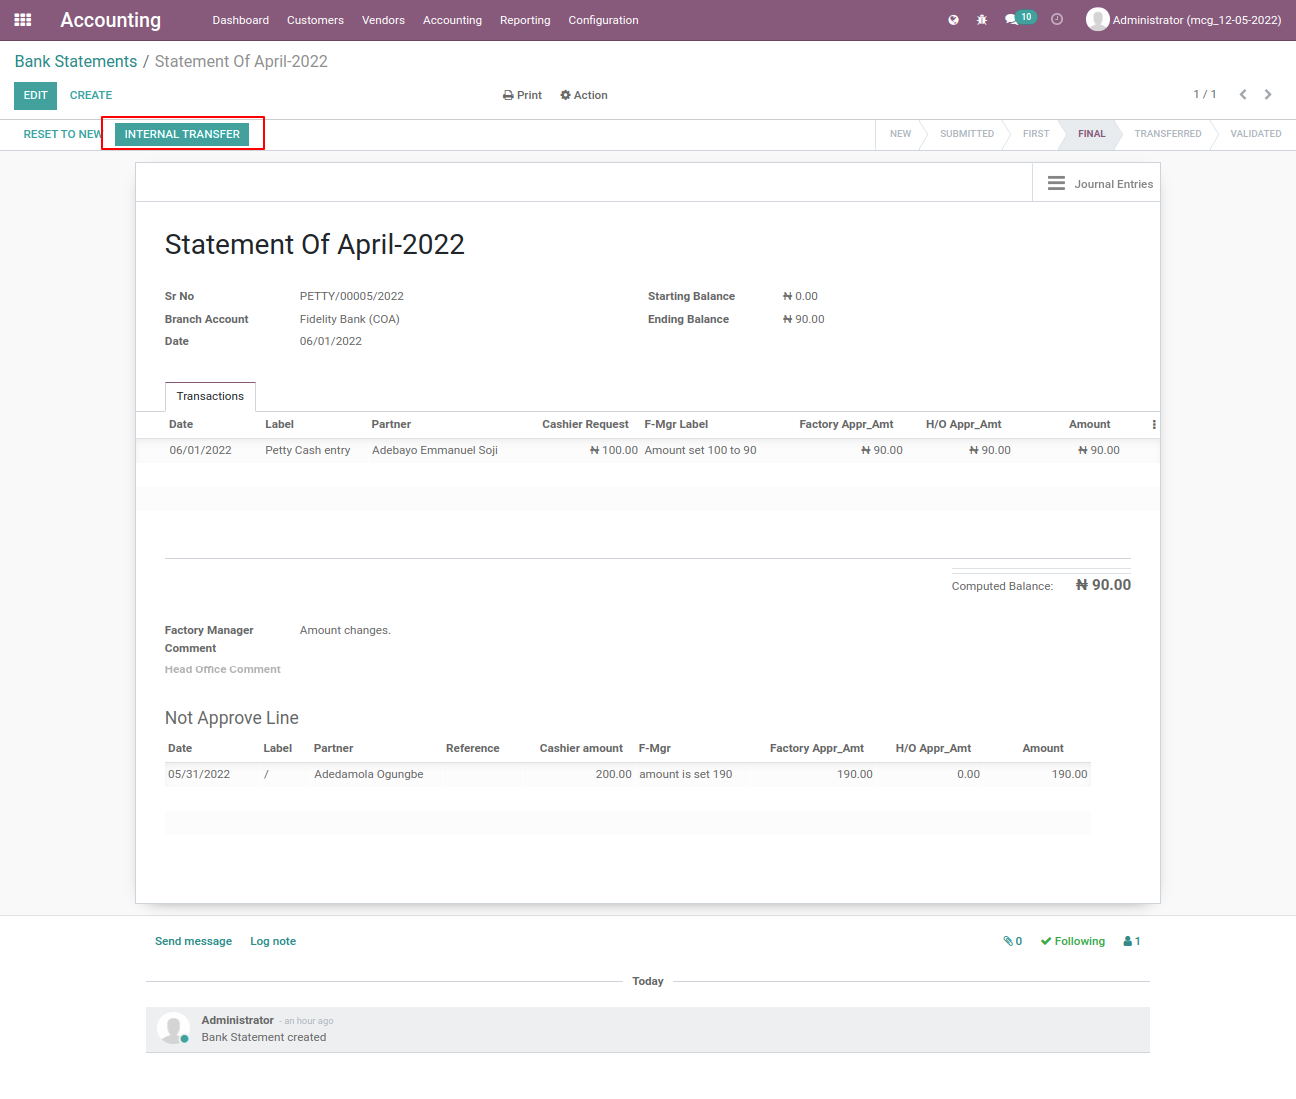 Accounting Dashboard Customers Vendors Accounting Reporting Configuration 10 Administrator (mcg_12-05-2022)
Bank Statements / Statement Of April-2022
EDIT CREATE Print Action 1 / 1
RESET TO NEW INTERNAL TRANSFER NEW SUBMITTED FIRST FINAL TRANSFERRED VALIDATED
Journal Entries
Statement Of April-2022
Sr No PETTY/00005/2022 Starting Balance ₦ 0.00
Branch Account Fidelity Bank (COA) Ending Balance ₦ 90.00
Date 06/01/2022
Transactions
Date Label Partner Cashier Request F-Mgr Label Factory Appr_Amt H/O Appr_Amt Amount
06/01/2022 Petty Cash entry Adebayo Emmanuel Soji ₦ 100.00 Amount set 100 to 90 ₦ 90.00 ₦ 90.00 ₦ 90.00
Computed Balance: ₦ 90.00
Factory Manager Amount changes.
Comment
Head Office Comment
Not Approve Line
Date Label Partner Reference Cashier amount F-Mgr Factory Appr_Amt H/O Appr_Amt Amount
05/31/2022 / Adedamola Ogungbe 200.00 amount is set 190 190.00 0.00 190.00
Send message Log note 0 Following 1
Today
Administrator - an hour ago
Bank Statement created